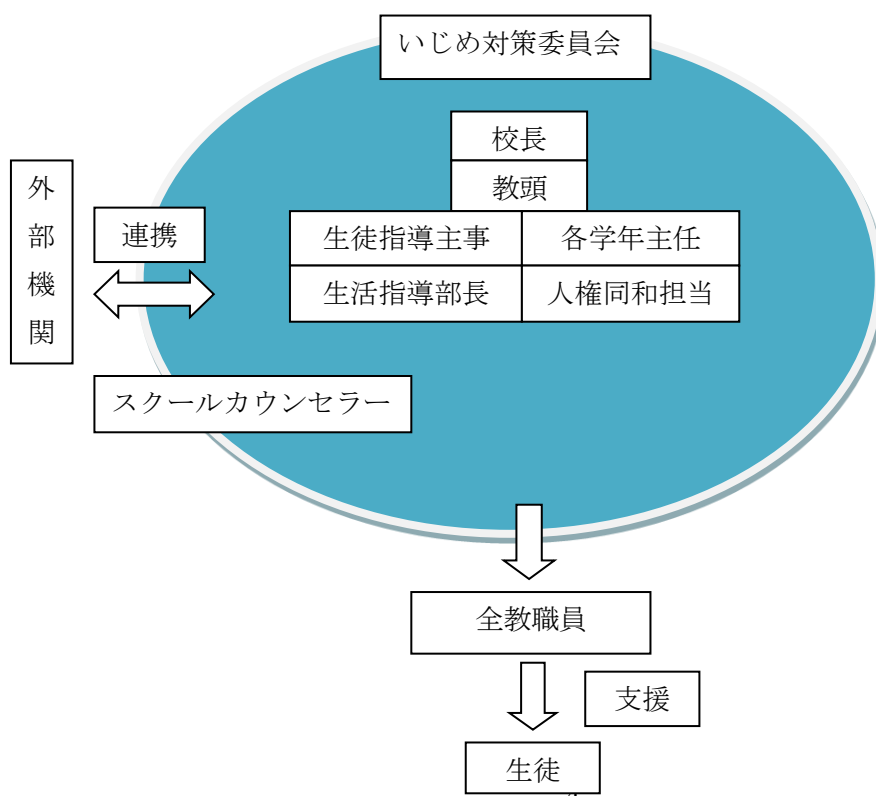 いじめ対策委員会
校長
教頭
外部機関
連携
生徒指導主事
各学年主任
生活指導部長
人権同和担当
スクールカウンセラー
全教職員
支援
生徒